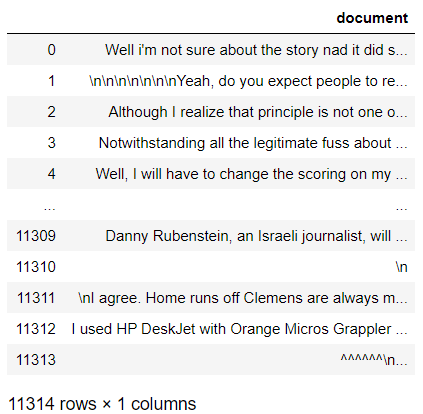 document
0 Well i'm not sure about the story nad it did s...
1 \n\n\n\n\n\n\nYeah, do you expect people to re...
2 Although I realize that principle is not one o...
3 Notwithstanding all the legitimate fuss about ...
4 Well, I will have to change the scoring on my ...
... ...
11309 Danny Rubenstein, an Israeli journalist, will ...
11310 \n
11311 \nI agree. Home runs off Clemens are always m...
11312 I used HP DeskJet with Orange Micros Grappler ...
11313 ^^^^^^\n...
11314 rows × 1 columns